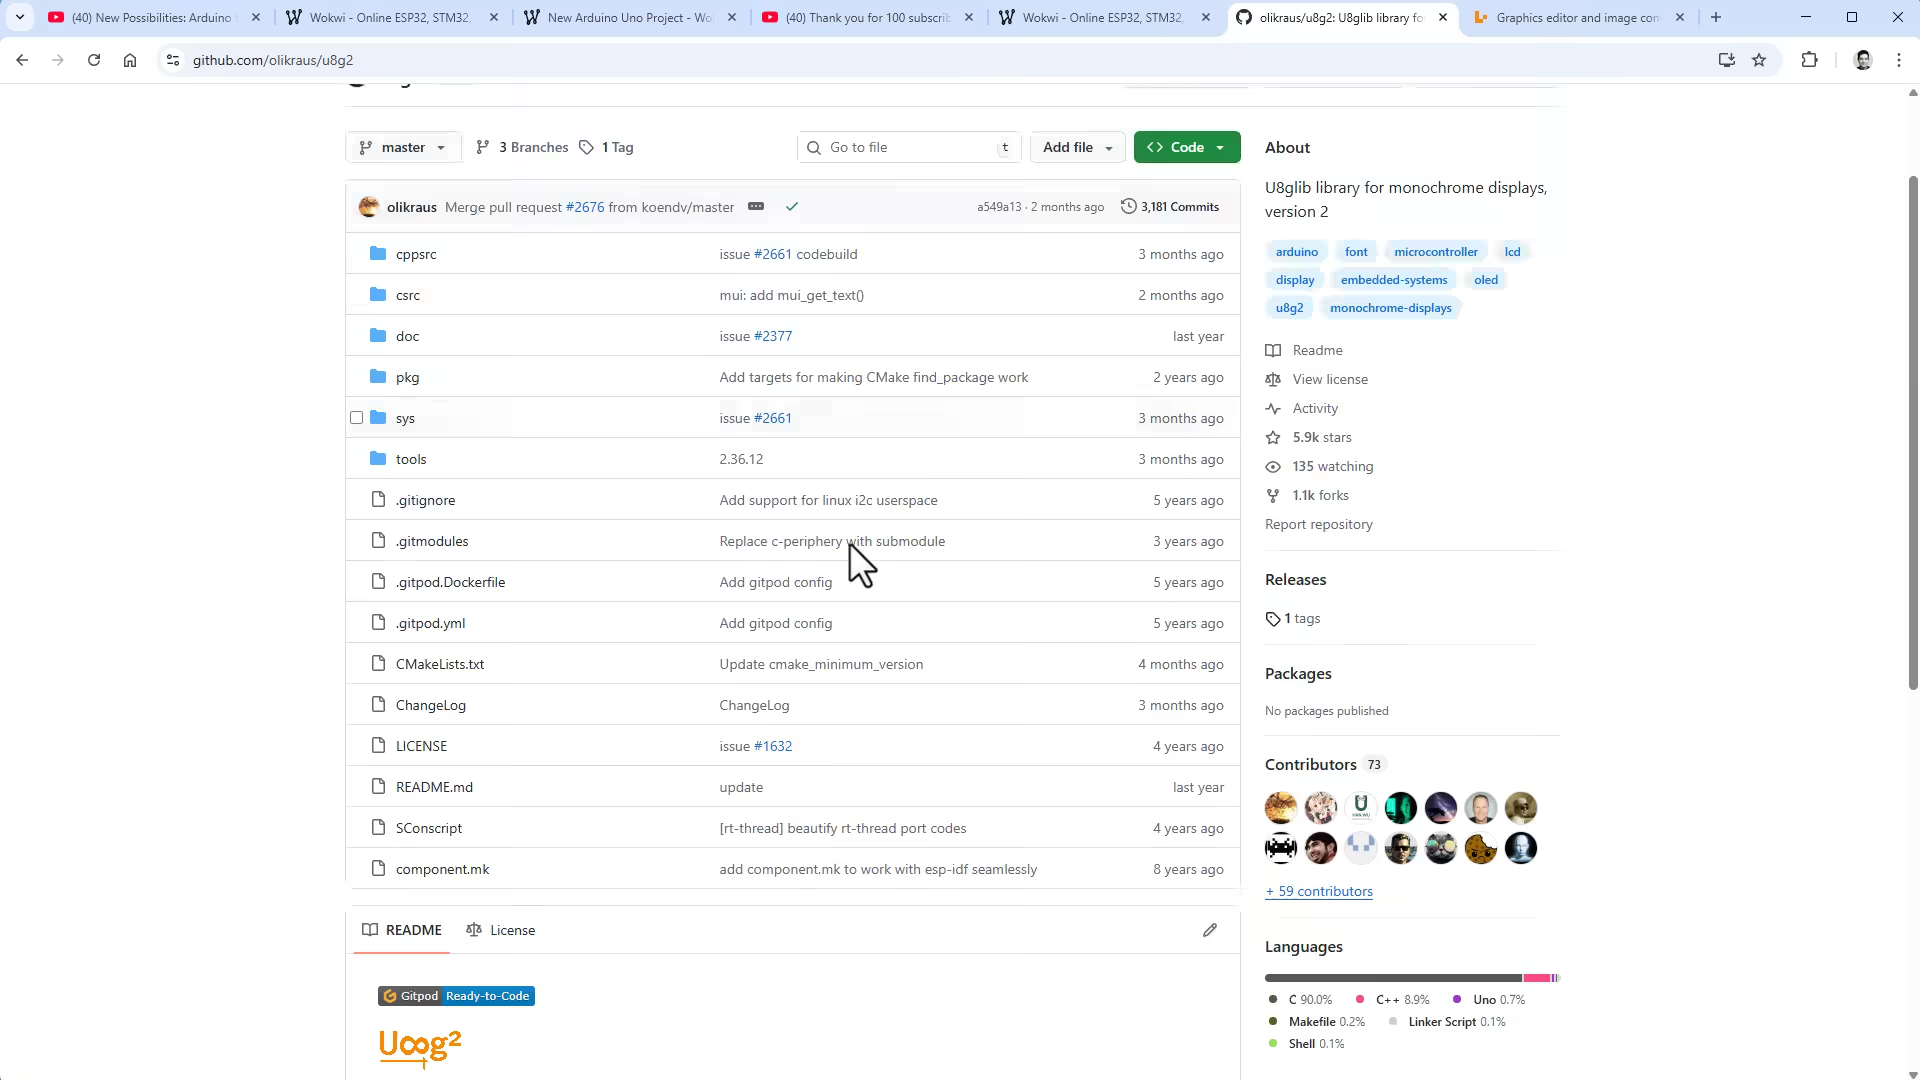 (40) New Possibilities: Arduino
Wokwi - Online ESP32, STM32,
New Arduino Uno Project - Wo
(40) Thank you for 100 subscrib
Wokwi - Online ESP32, STM32,
olikraus/u8g2: U8glib library fo
Graphics editor and image con
github.com/olikraus/u8g2
master
3 Branches
1 Tag
Go to file
t
Add file
<> Code
olikraus Merge pull request #2676 from koendv/master
a549a13 · 2 months ago
3,181 Commits
cppsrc issue #2661 codebuild 3 months ago
csrc mui: add mui_get_text() 2 months ago
doc issue #2377 last year
pkg Add targets for making CMake find_package work 2 years ago
sys issue #2661 3 months ago
tools 2.36.12 3 months ago
.gitignore Add support for linux i2c userspace 5 years ago
.gitmodules Replace c-periphery with submodule 3 years ago
.gitpod.Dockerfile Add gitpod config 5 years ago
.gitpod.yml Add gitpod config 5 years ago
CMakeLists.txt Update cmake_minimum_version 4 months ago
ChangeLog ChangeLog 3 months ago
LICENSE issue #1632 4 years ago
README.md update last year
SConscript [rt-thread] beautify rt-thread port codes 4 years ago
component.mk add component.mk to work with esp-idf seamlessly 8 years ago
README
License
Gitpod Ready-to-Code
U8g2
About
U8glib library for monochrome displays,
version 2
arduino font microcontroller lcd
display embedded-systems oled
u8g2 monochrome-displays
Readme
View license
Activity
5.9k stars
135 watching
1.1k forks
Report repository
Releases
1 tags
Packages
No packages published
Contributors 73
HAN WU
+ 59 contributors
Languages
C 90.0% C++ 8.9% Uno 0.7%
Makefile 0.2% Linker Script 0.1%
Shell 0.1%